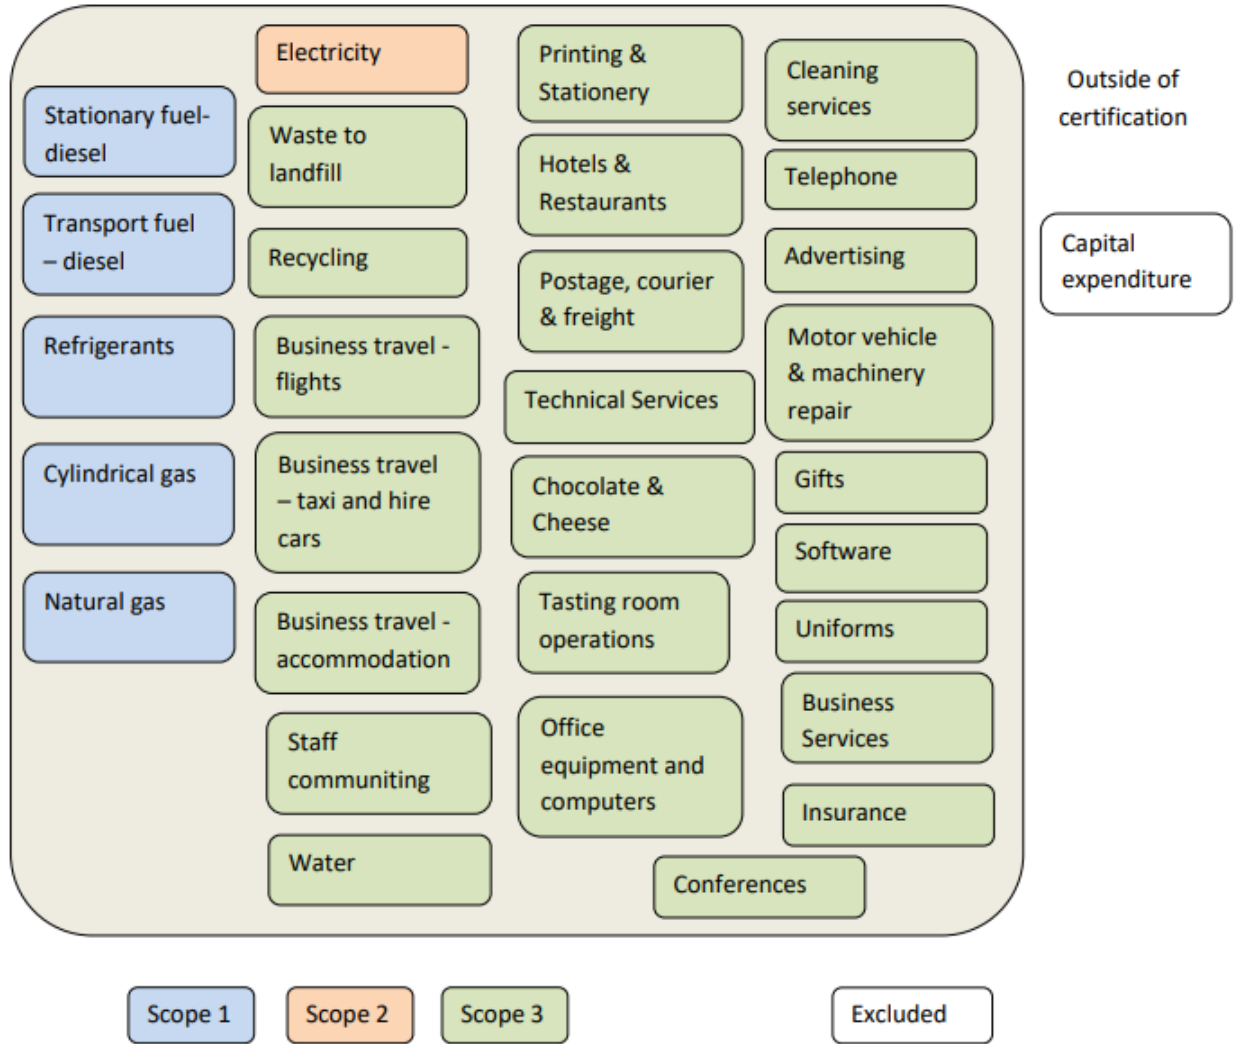 Stationary fuel-
diesel
Transport fuel
– diesel
Refrigerants
Cylindrical gas
Natural gas
Electricity
Waste to
landfill
Recycling
Business travel -
flights
Business travel
– taxi and hire
cars
Business travel -
accommodation
Staff
communiting
Water
Printing &
Stationery
Hotels &
Restaurants
Postage, courier
& freight
Technical Services
Chocolate &
Cheese
Tasting room
operations
Office
equipment and
computers
Conferences
Cleaning
services
Telephone
Advertising
Motor vehicle
& machinery
repair
Gifts
Software
Uniforms
Business
Services
Insurance
Outside of
certification
Capital
expenditure
Scope 1
Scope 2
Scope 3
Excluded